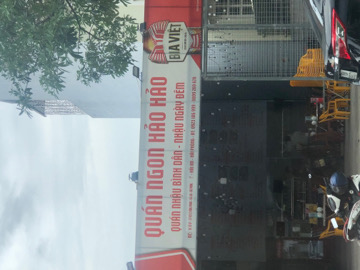 BIA VIỆT
QUÁN NGON HẢO HẢO
QUÁN NHẬU BÌNH DÂN - NHẬU NGÀY ĐÊM